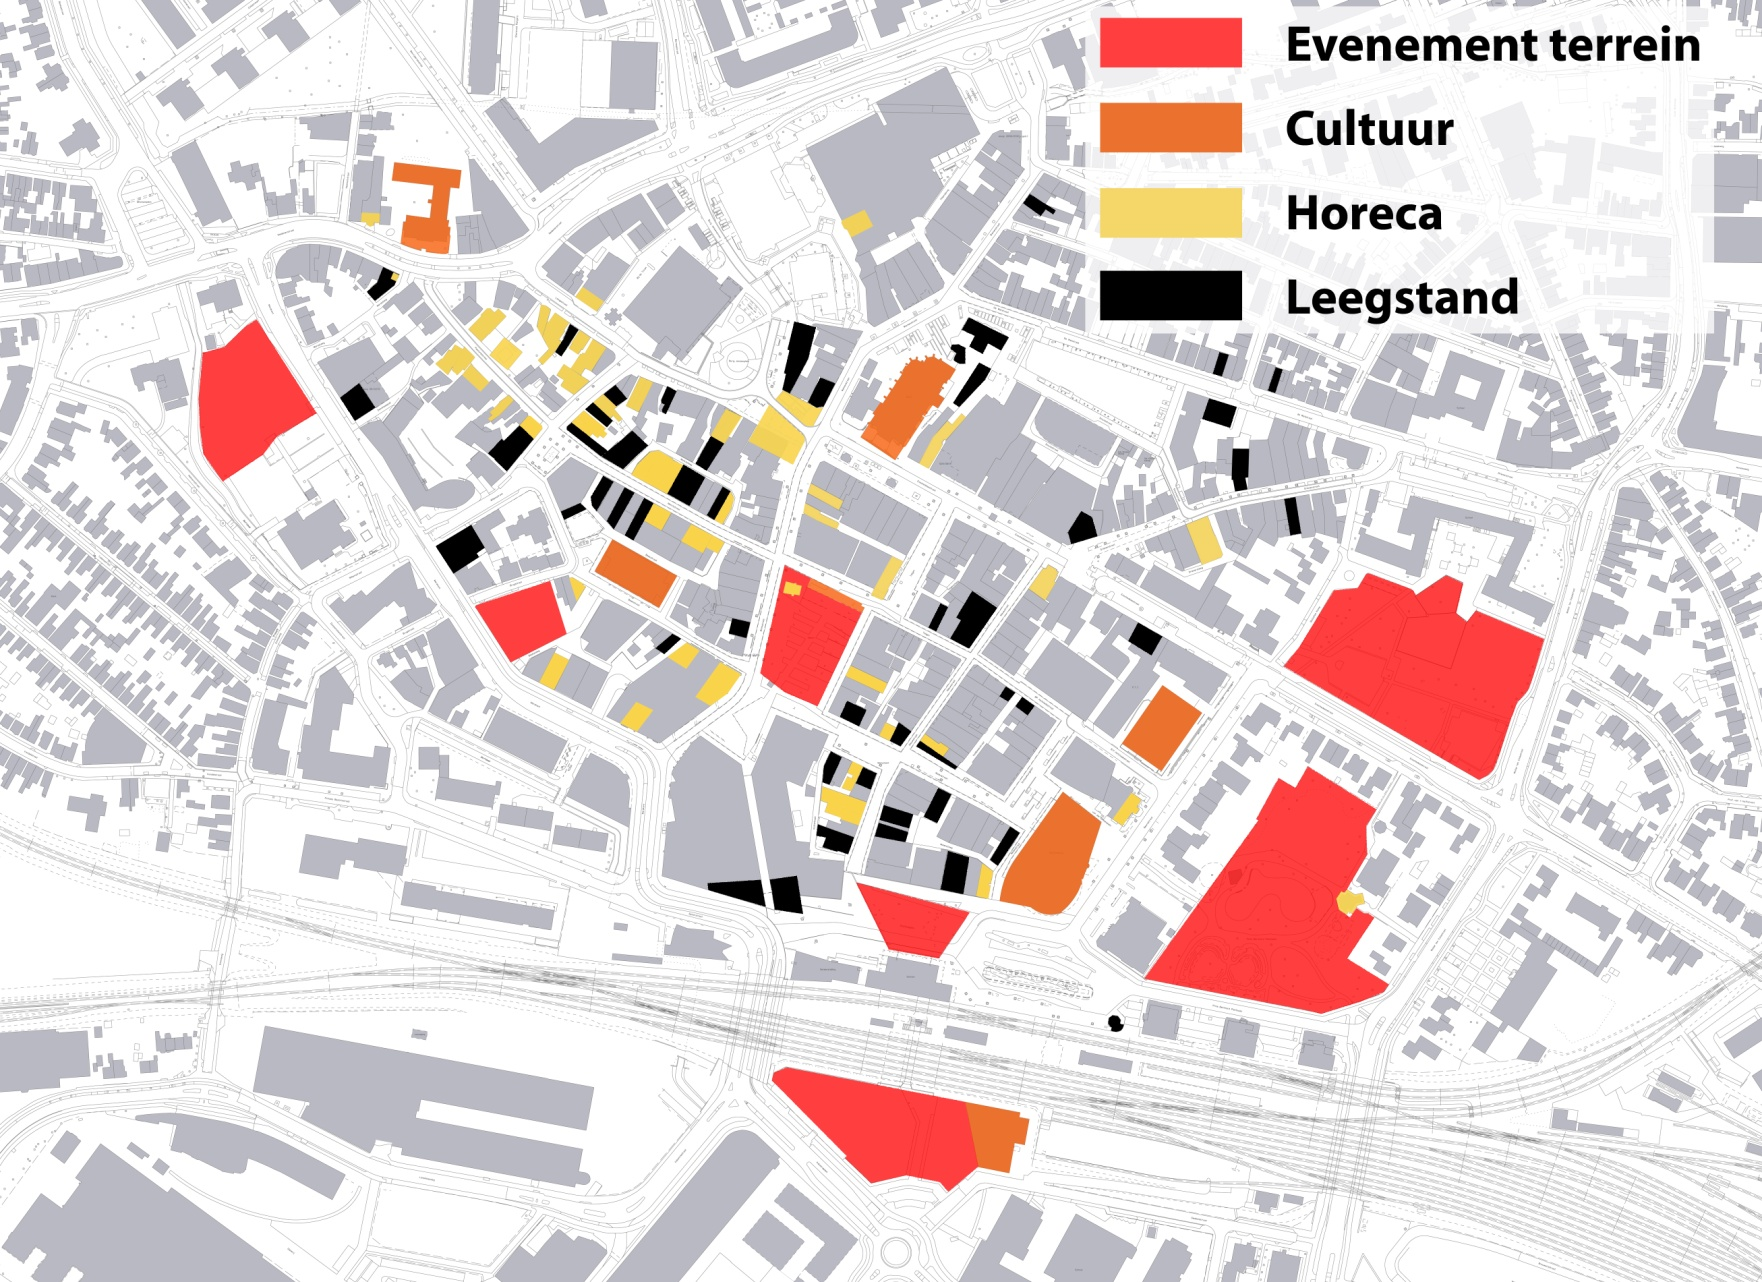 Evenement terrein
Cultuur
Horeca
Leegstand